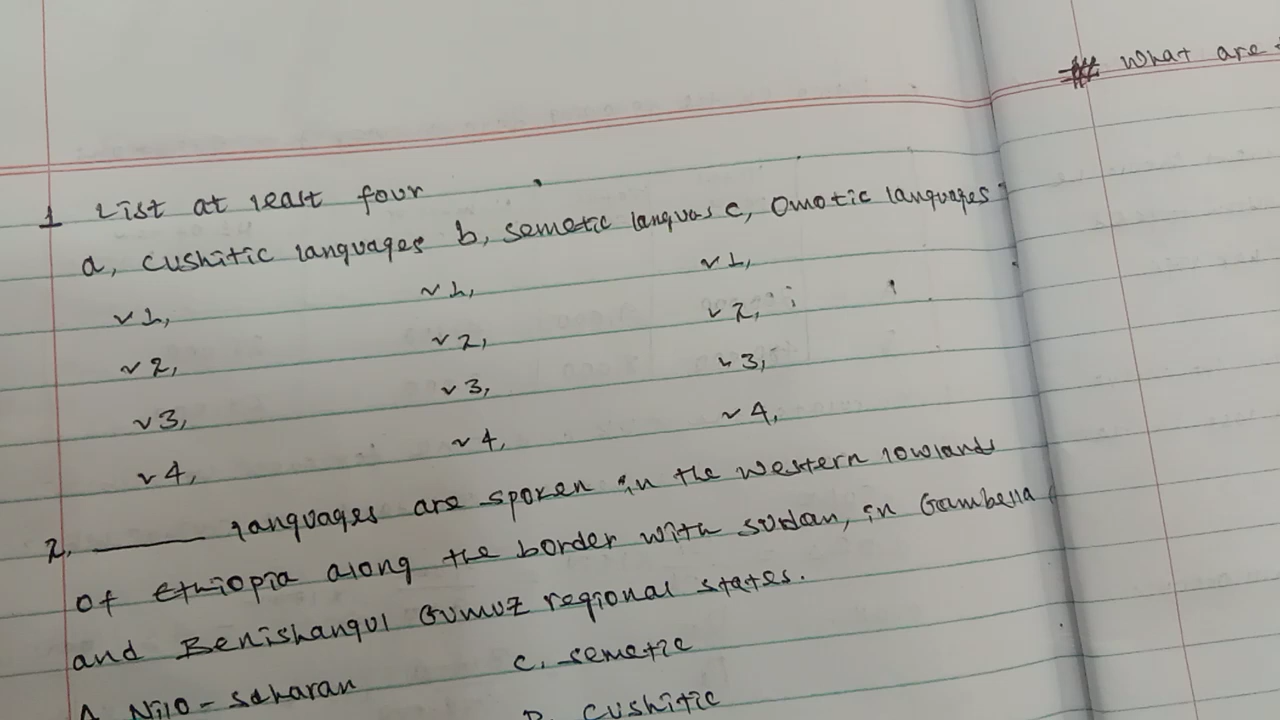 What are
1 List at least four
a, cushitic languages b, semetic languas c, Omotic languages
v 1, v 1, v 1,
v 2, v 2, v 2,
v 3, v 3, v 3,
v 4, v 4, v 4,
2. languages are spoken in the western lowlands
of Ethiopia along the border with sudan, in Gambella
and Benishangul Gumuz regional states.
A. Nilo-saharan C. semetic
D. cushitic